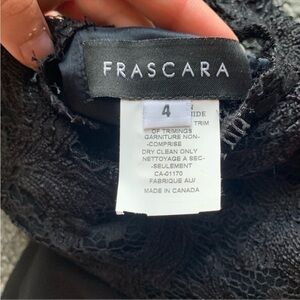 FRASCARA
4
IDE
TRIM
OF TRIMINGS
GARNITURE NON-
-COMPRISE
DRY CLEAN ONLY
NETTOYAGE A SEC-
-SEULEMENT
CA-01170
FABRIQUE AU/
MADE IN CANADA